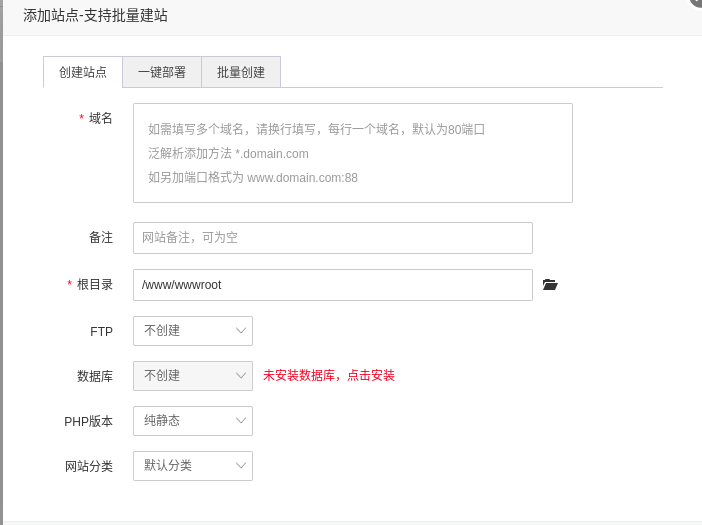 添加站点-支持批量建站
创建站点 一键部署 批量创建
* 域名
如需填写多个域名，请换行填写，每行一个域名，默认为80端口
泛解析添加方法 *.domain.com
如另加端口格式为 www.domain.com:88
备注 网站备注，可为空
* 根目录 /www/wwwroot
FTP 不创建
数据库 不创建 未安装数据库，点击安装
PHP版本 纯静态
网站分类 默认分类